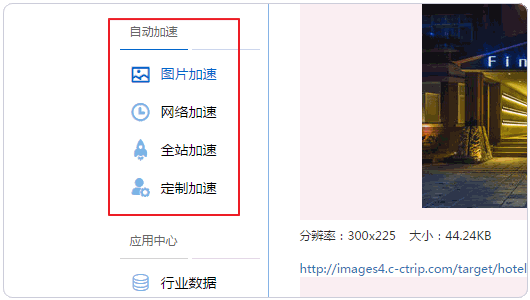 自动加速
图片加速
网络加速
全站加速
定制加速
应用中心
行业数据
Fin
分辨率：300x225 大小：44.24KB
http://images4.c-ctrip.com/target/hotel